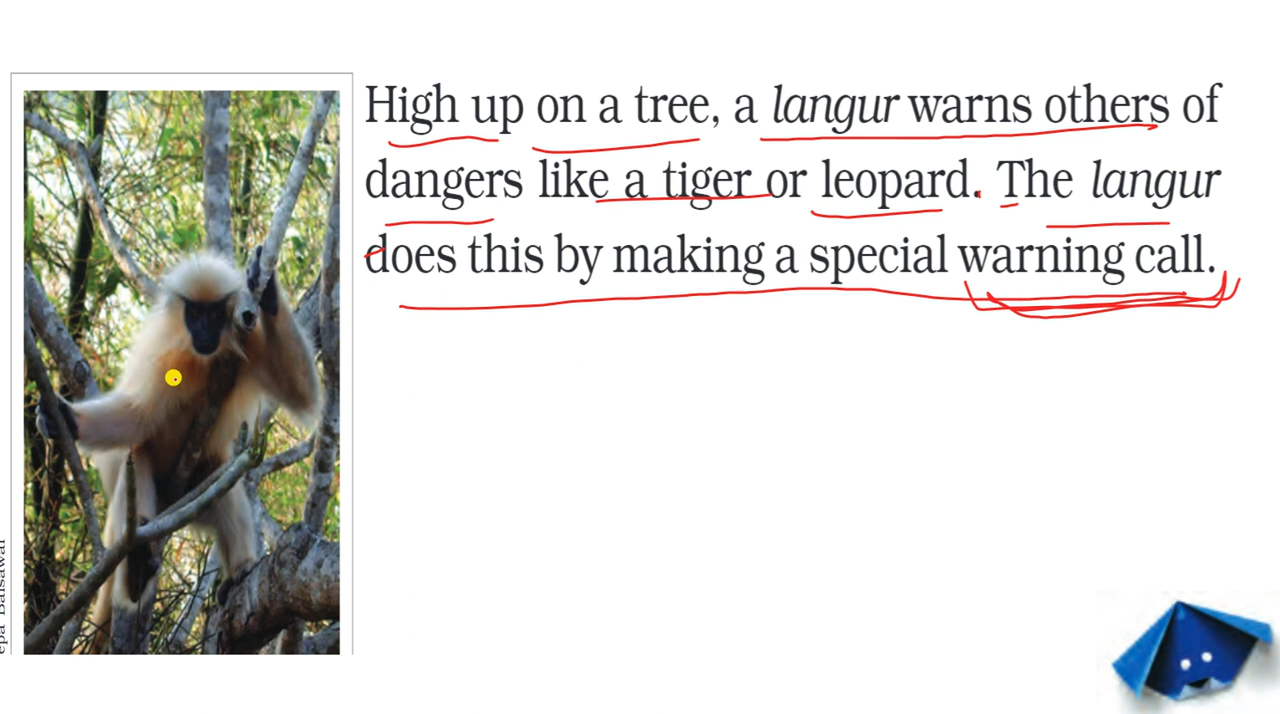 High up on a tree, a langur warns others of
dangers like a tiger or leopard. The langur
does this by making a special warning call.